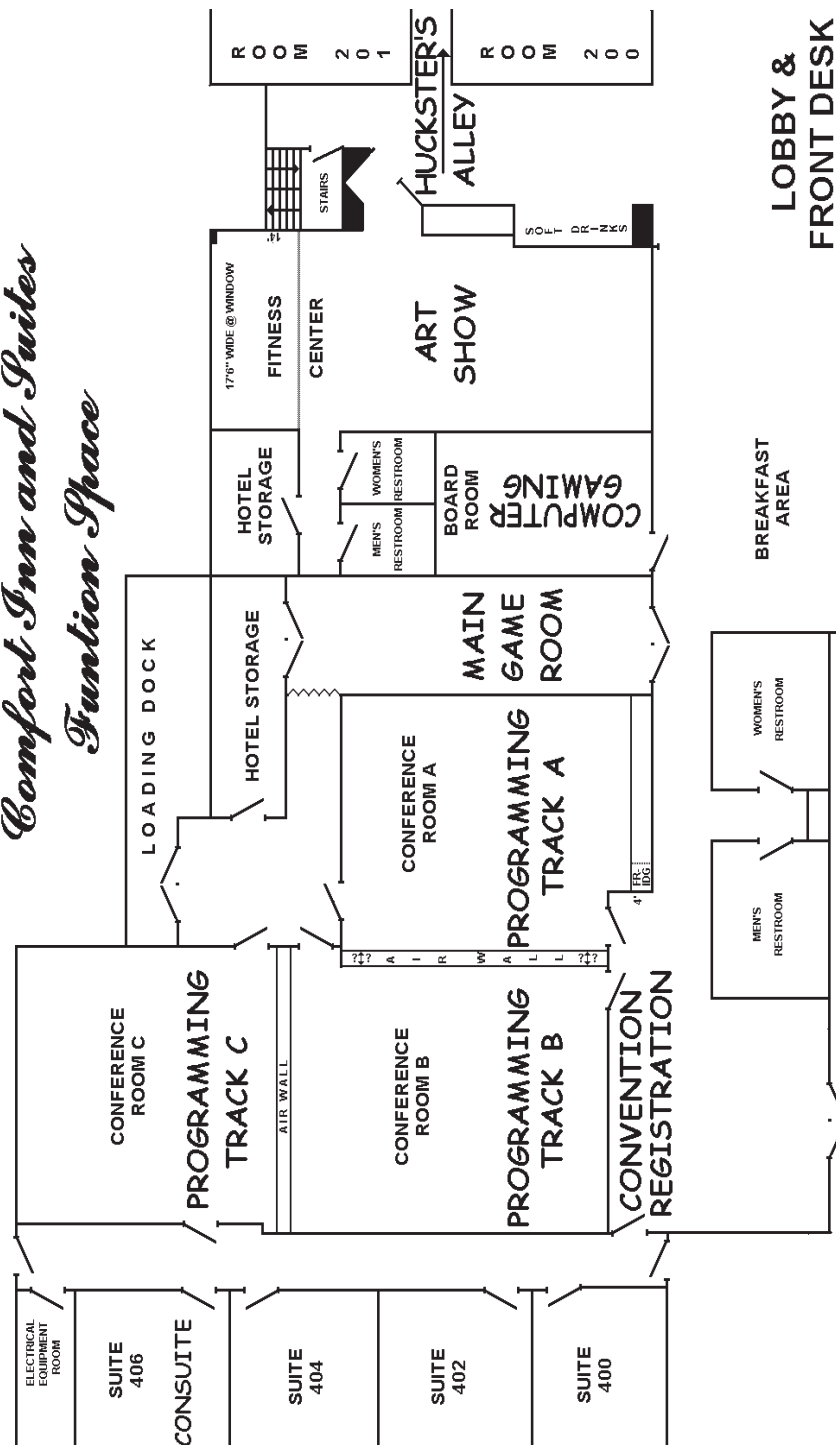 Comfort Inn and Suites
Funtion Space
ROOM 201
ROOM 200
HUCKSTER'S
ALLEY
LOBBY &
FRONT DESK
STAIRS
14'
SOFT DRINKS
17'6" WIDE @ WINDOW
FITNESS
CENTER
ART
SHOW
HOTEL
STORAGE
WOMEN'S
RESTROOM
MEN'S
RESTROOM
BOARD
ROOM
COMPUTER
GAMING
BREAKFAST
AREA
LOADING DOCK
HOTEL STORAGE
MAIN
GAME
ROOM
CONFERENCE
ROOM A
PROGRAMMING
TRACK A
FR-
IDG
4'
WOMEN'S
RESTROOM
MEN'S
RESTROOM
?? AIR WALL ??
CONFERENCE
ROOM C
PROGRAMMING
TRACK C
AIR WALL
CONFERENCE
ROOM B
PROGRAMMING
TRACK B
CONVENTION
REGISTRATION
ELECTRICAL
EQUIPMENT
ROOM
SUITE
406
CONSUITE
SUITE
404
SUITE
402
SUITE
400